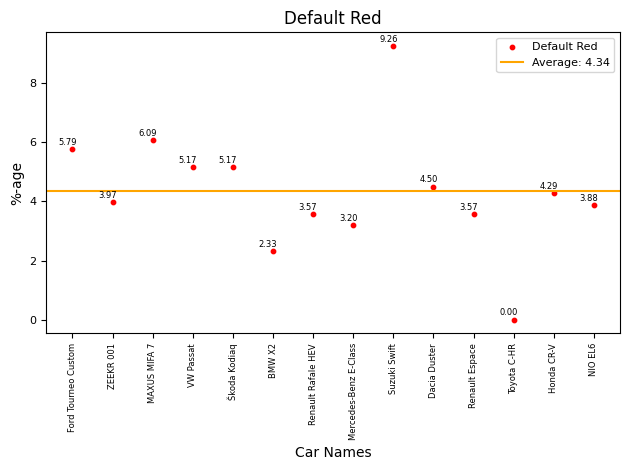 Default Red
%-age
8
6
4
2
0
Default Red
Average: 4.34
5.79
3.97
6.09
5.17
5.17
2.33
3.57
3.20
9.26
4.50
3.57
0.00
4.29
3.88
Ford Tourneo Custom
ZEEKR 001
MAXUS MIFA 7
VW Passat
Škoda Kodiaq
BMW X2
Renault Rafale HEV
Mercedes-Benz E-Class
Suzuki Swift
Dacia Duster
Renault Espace
Toyota C-HR
Honda CR-V
NIO EL6
Car Names